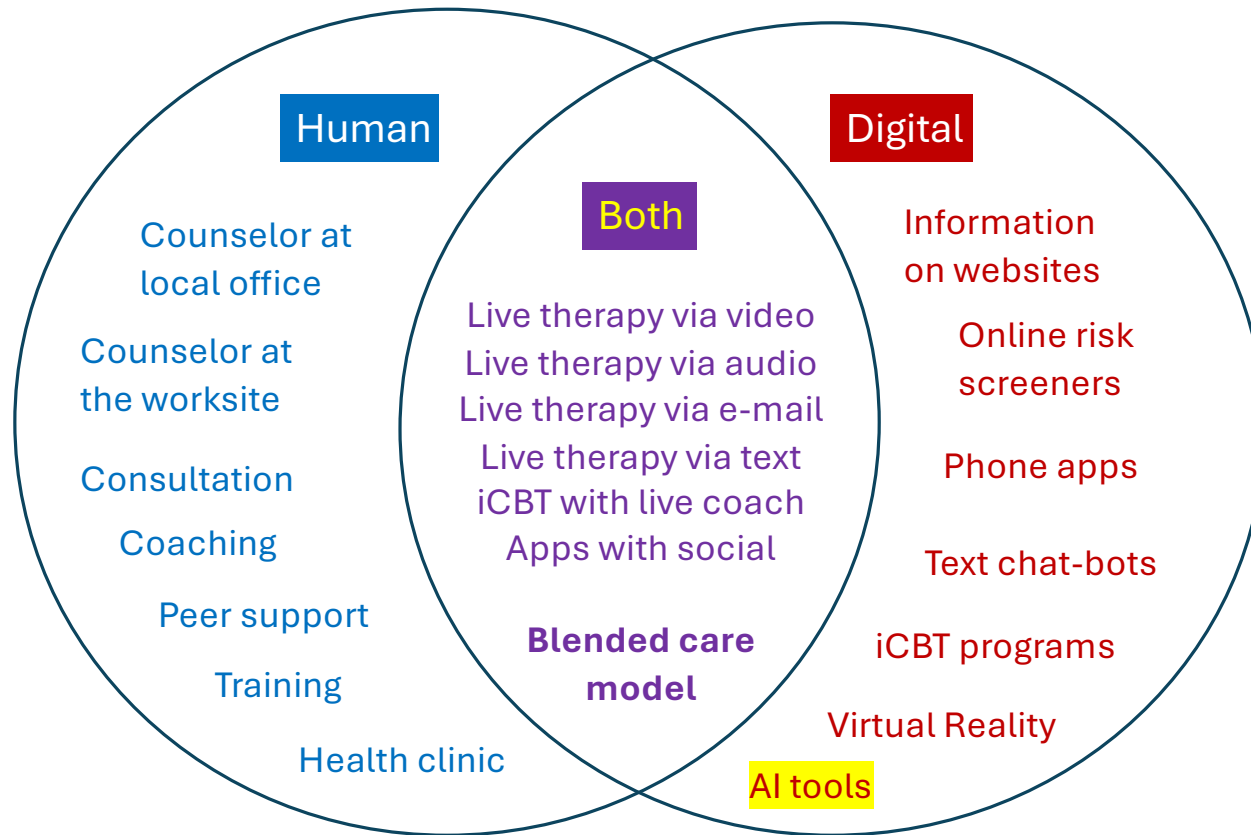 Human
Counselor at
local office
Counselor at
the worksite
Consultation
Coaching
Peer support
Training
Health clinic
Both
Live therapy via video
Live therapy via audio
Live therapy via e-mail
Live therapy via text
iCBT with live coach
Apps with social
Blended care
model
Digital
Information
on websites
Online risk
screeners
Phone apps
Text chat-bots
iCBT programs
Virtual Reality
AI tools